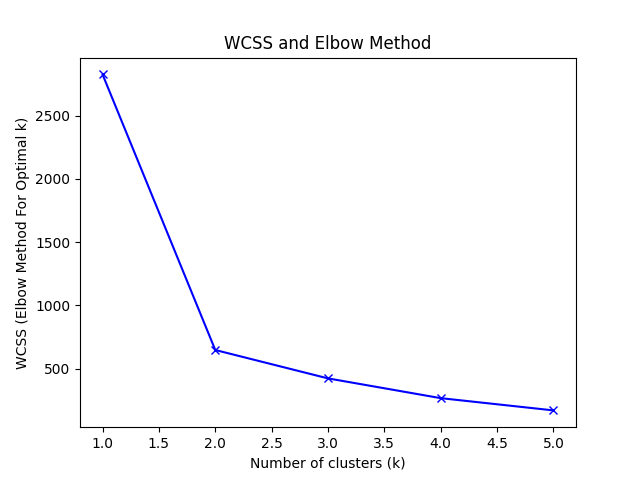 WCSS and Elbow Method
WCSS (Elbow Method For Optimal k)
2500
2000
1500
1000
500
1.0 1.5 2.0 2.5 3.0 3.5 4.0 4.5 5.0
Number of clusters (k)